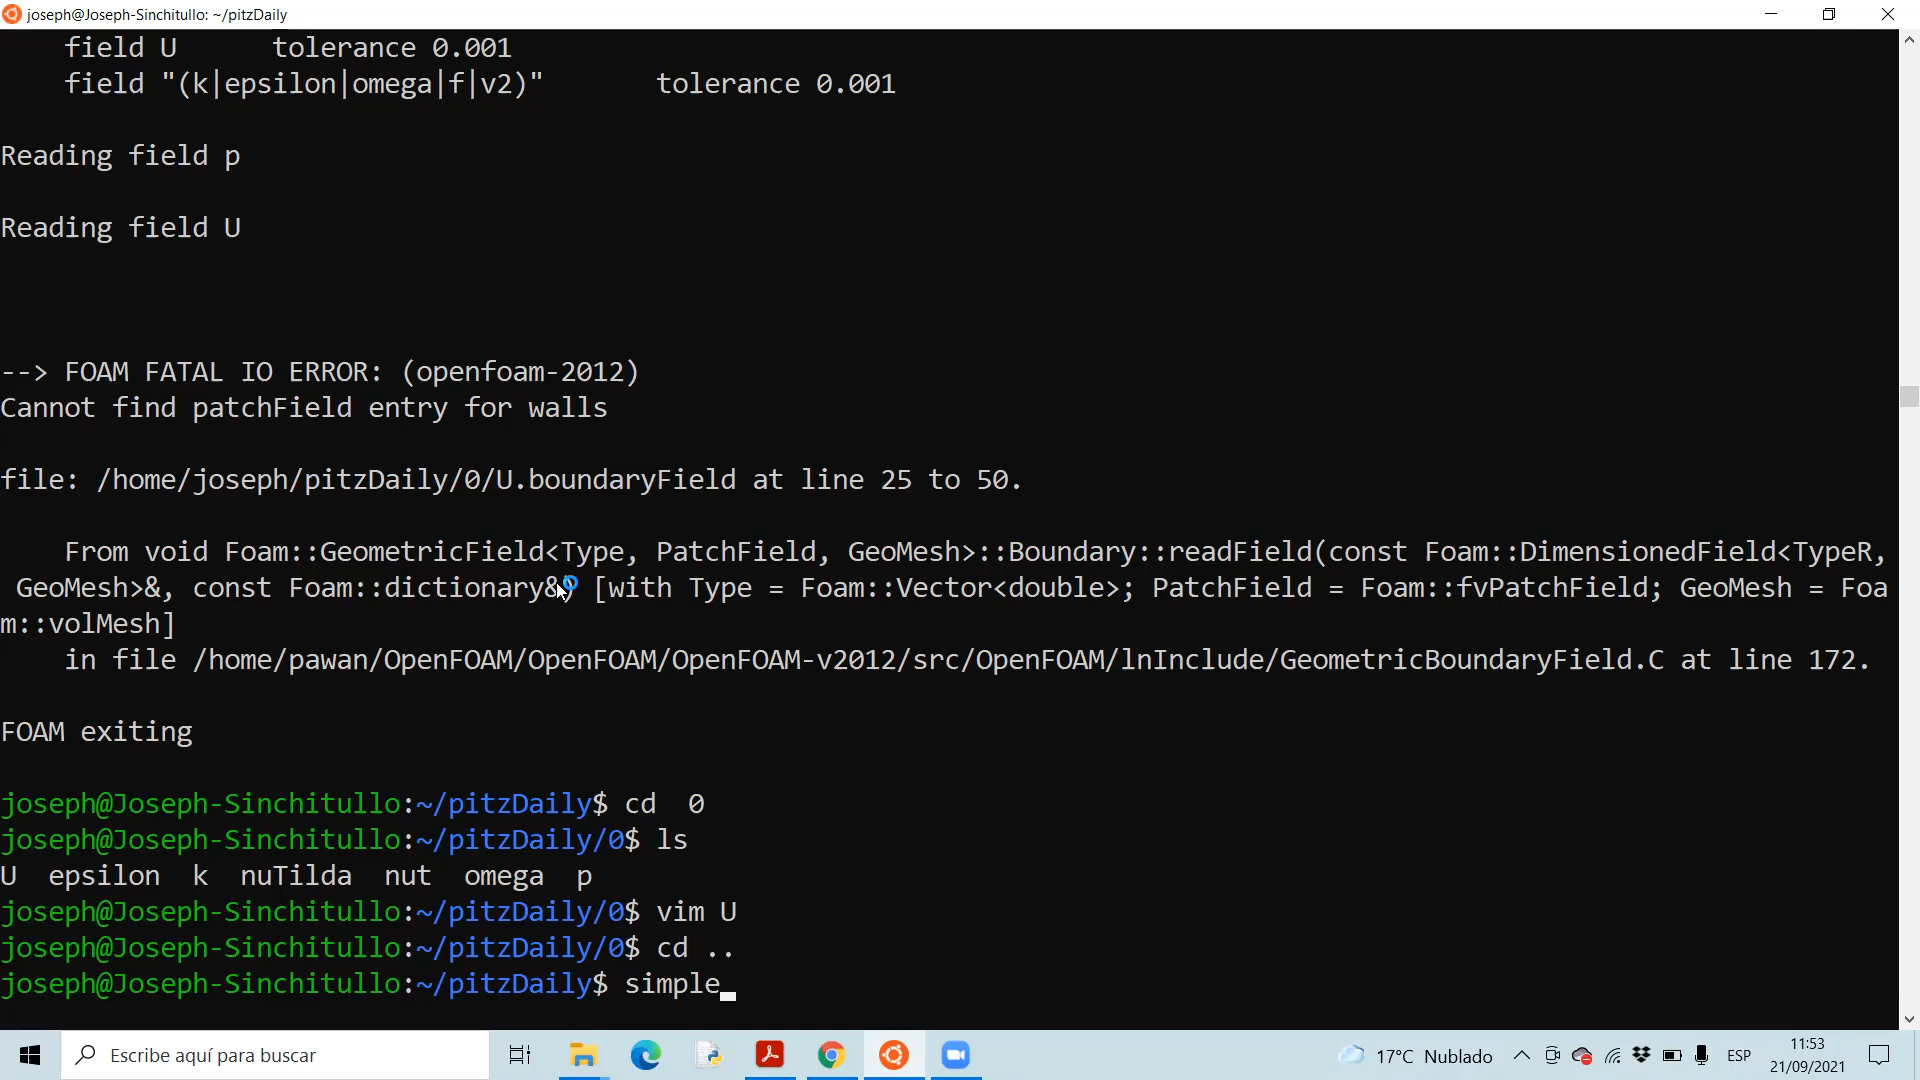 joseph@Joseph-Sinchitullo: ~/pitzDaily
field U      tolerance 0.001
field "(k|epsilon|omega|f|v2)"       tolerance 0.001
Reading field p
Reading field U
--> FOAM FATAL IO ERROR: (openfoam-2012)
Cannot find patchField entry for walls
file: /home/joseph/pitzDaily/0/U.boundaryField at line 25 to 50.
From void Foam::GeometricField<Type, PatchField, GeoMesh>::Boundary::readField(const Foam::DimensionedField<TypeR,
GeoMesh>&, const Foam::dictionary&) [with Type = Foam::Vector<double>; PatchField = Foam::fvPatchField; GeoMesh = Foa
m::volMesh]
in file /home/pawan/OpenFOAM/OpenFOAM/OpenFOAM-v2012/src/OpenFOAM/lnInclude/GeometricBoundaryField.C at line 172.
FOAM exiting
joseph@Joseph-Sinchitullo:~/pitzDaily$ cd  0
joseph@Joseph-Sinchitullo:~/pitzDaily/0$ ls
U  epsilon  k  nuTilda  nut  omega  p
joseph@Joseph-Sinchitullo:~/pitzDaily/0$ vim U
joseph@Joseph-Sinchitullo:~/pitzDaily/0$ cd ..
joseph@Joseph-Sinchitullo:~/pitzDaily$ simple
Escribe aquí para buscar
17°C Nublado
ESP
11:53
21/09/2021